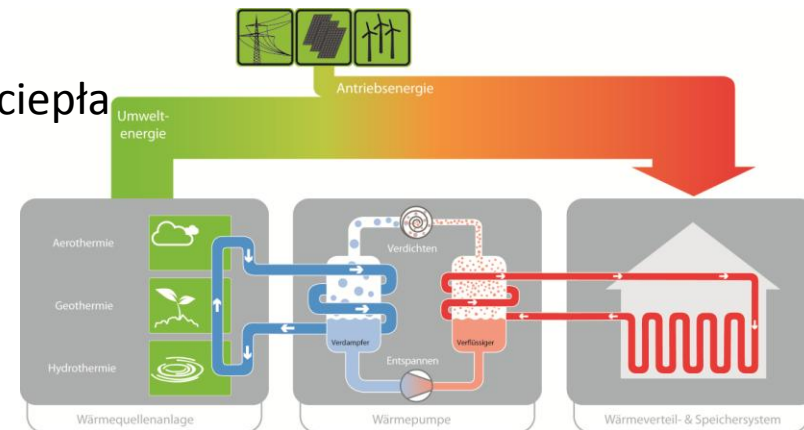 ciepła
Umwelt-
energie
Antriebsenergie
Aerothermie
Geothermie
Hydrothermie
Verdichten
Verdampfer
Verflüssiger
Entspannen
Wärmequellenanlage
Wärmepumpe
Wärmeverteil- & Speichersystem